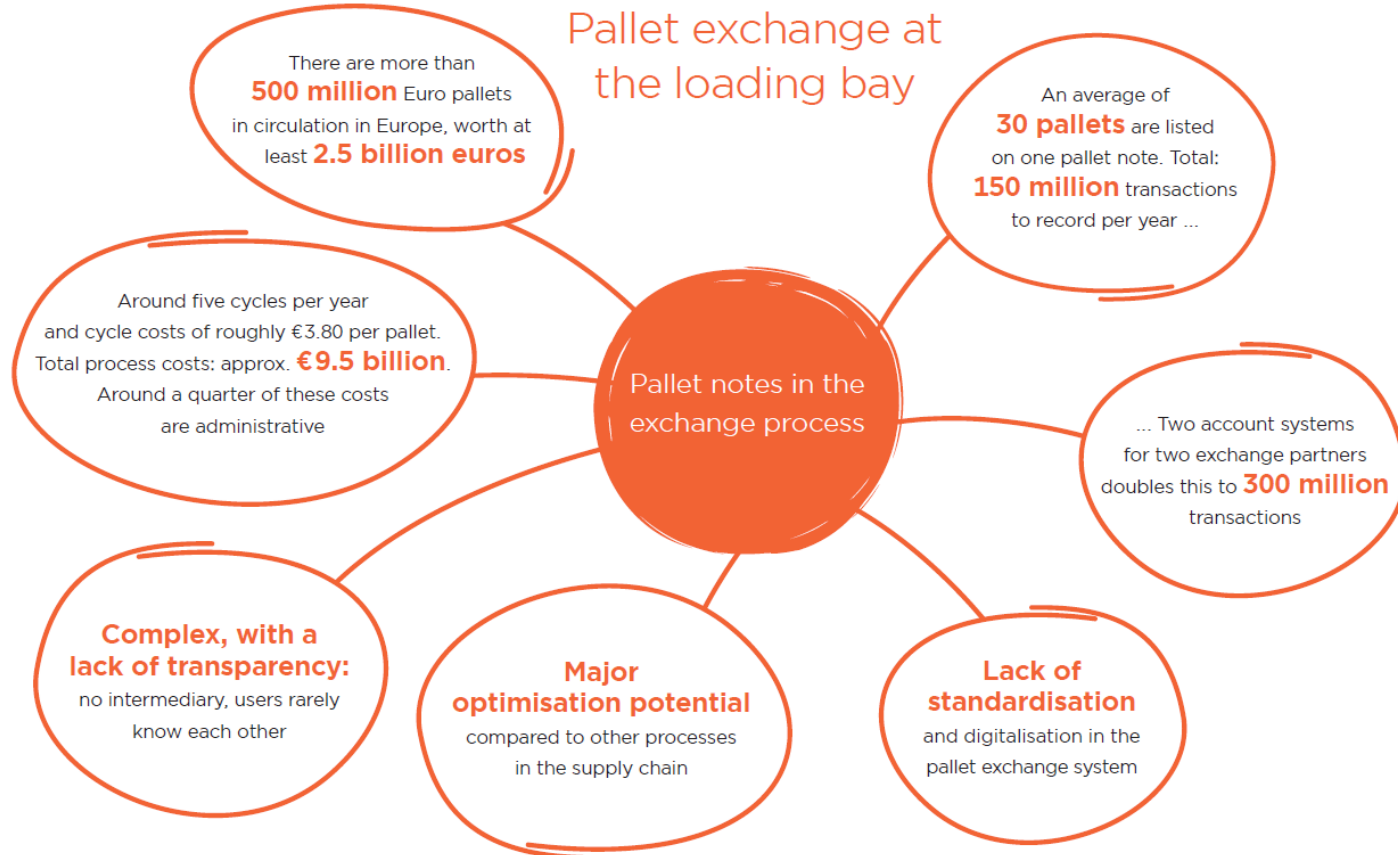 Pallet exchange at
the loading bay
There are more than
500 million Euro pallets
in circulation in Europe, worth at
least 2.5 billion euros
An average of
30 pallets are listed
on one pallet note. Total:
150 million transactions
to record per year ...
Around five cycles per year
and cycle costs of roughly €3.80 per pallet.
Total process costs: approx. €9.5 billion.
Around a quarter of these costs
are administrative
Pallet notes in the
exchange process
... Two account systems
for two exchange partners
doubles this to 300 million
transactions
Complex, with a
lack of transparency:
no intermediary, users rarely
know each other
Major
optimisation potential
compared to other processes
in the supply chain
Lack of
standardisation
and digitalisation in the
pallet exchange system